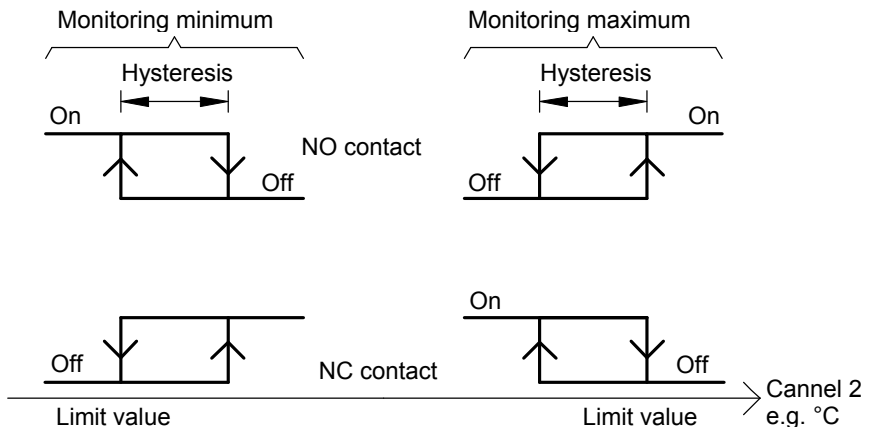 Monitoring minimum
Monitoring maximum
Hysteresis
Hysteresis
On
On
NO contact
Off
Off
On
Off
NC contact
Off
Limit value
Limit value
Cannel 2
e.g. °C